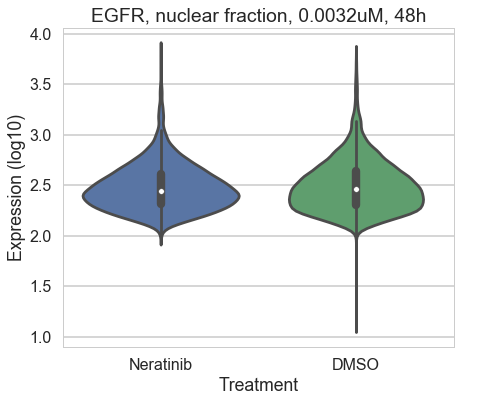 EGFR, nuclear fraction, 0.0032uM, 48h
4.0
3.5
3.0
2.5
2.0
1.5
1.0
Expression (log10)
Neratinib DMSO
Treatment